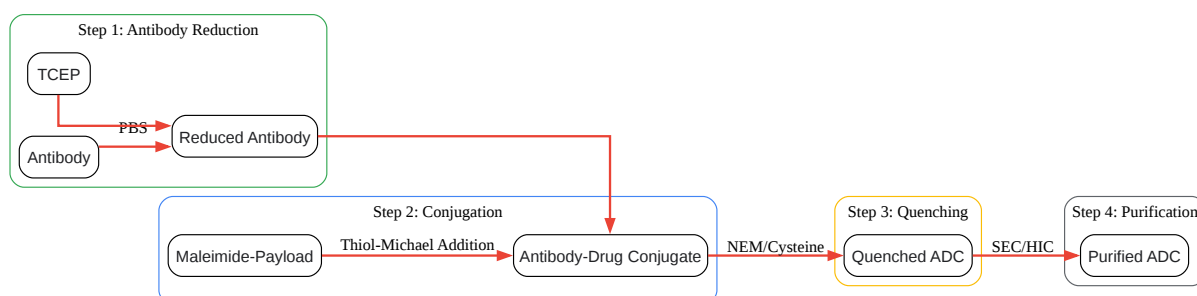 Step 1: Antibody Reduction
TCEP
PBS
Reduced Antibody
Antibody
Step 2: Conjugation
Maleimide-Payload
Thiol-Michael Addition
Antibody-Drug Conjugate
NEM/Cysteine
Step 3: Quenching
Quenched ADC
SEC/HIC
Step 4: Purification
Purified ADC